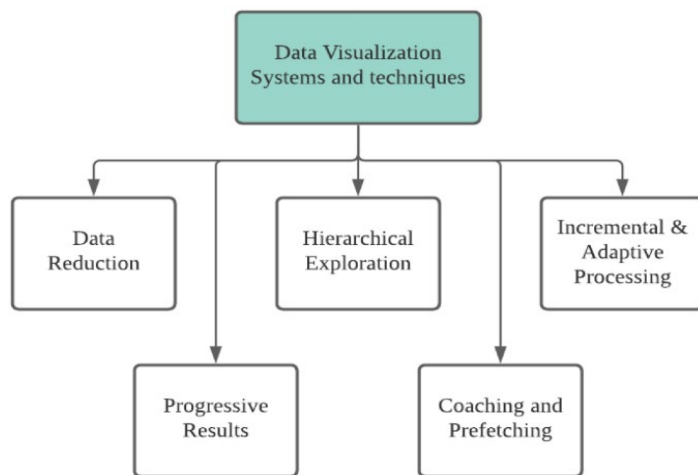 Data Visualization
Systems and techniques
Data
Reduction
Hierarchical
Exploration
Incremental &
Adaptive
Processing
Progressive
Results
Coaching and
Prefetching